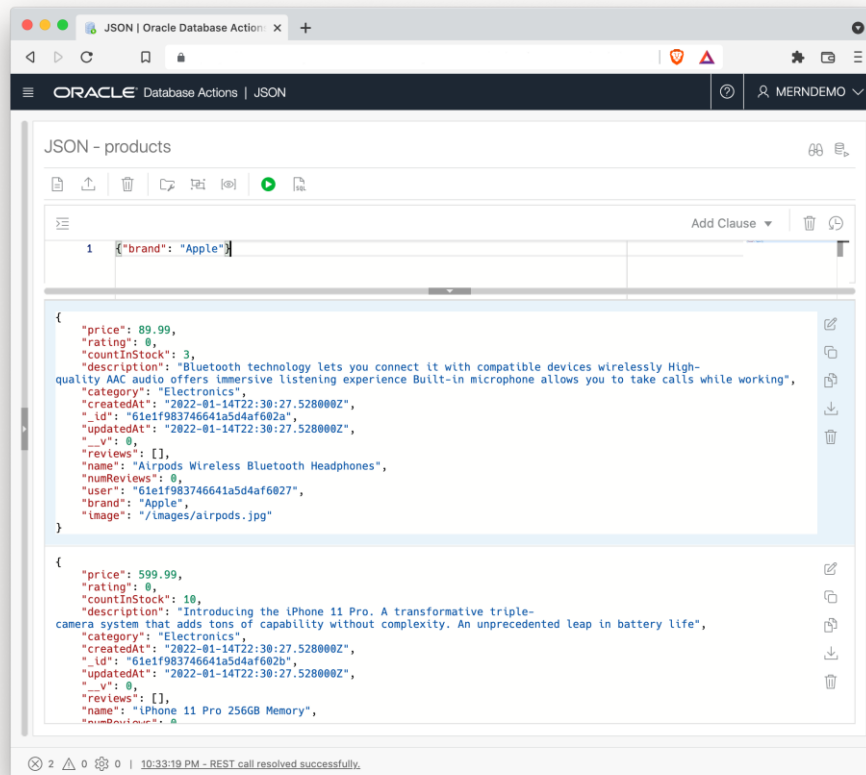 JSON | Oracle Database Action
ORACLE Database Actions | JSON
MERNDEMO
JSON - products
SQL
Add Clause
1 {"brand": "Apple"}
{
"price": 89.99,
"rating": 0,
"countInStock": 3,
"description": "Bluetooth technology lets you connect it with compatible devices wirelessly High-
quality AAC audio offers immersive listening experience Built-in microphone allows you to take calls while working",
"category": "Electronics",
"createdAt": "2022-01-14T22:30:27.528000Z",
"_id": "61e1f983746641a5d4af602a",
"updatedAt": "2022-01-14T22:30:27.528000Z",
"__v": 0,
"reviews": [],
"name": "Airpods Wireless Bluetooth Headphones",
"numReviews": 0,
"user": "61e1f983746641a5d4af6027",
"brand": "Apple",
"image": "/images/airpods.jpg"
}
{
"price": 599.99,
"rating": 0,
"countInStock": 10,
"description": "Introducing the iPhone 11 Pro. A transformative triple-
camera system that adds tons of capability without complexity. An unprecedented leap in battery life",
"category": "Electronics",
"createdAt": "2022-01-14T22:30:27.528000Z",
"_id": "61e1f983746641a5d4af602b",
"updatedAt": "2022-01-14T22:30:27.528000Z",
"__v": 0,
"reviews": [],
"name": "iPhone 11 Pro 256GB Memory",
"numReviews": 0
2 0 0 | 10:33:19 PM - REST call resolved successfully.